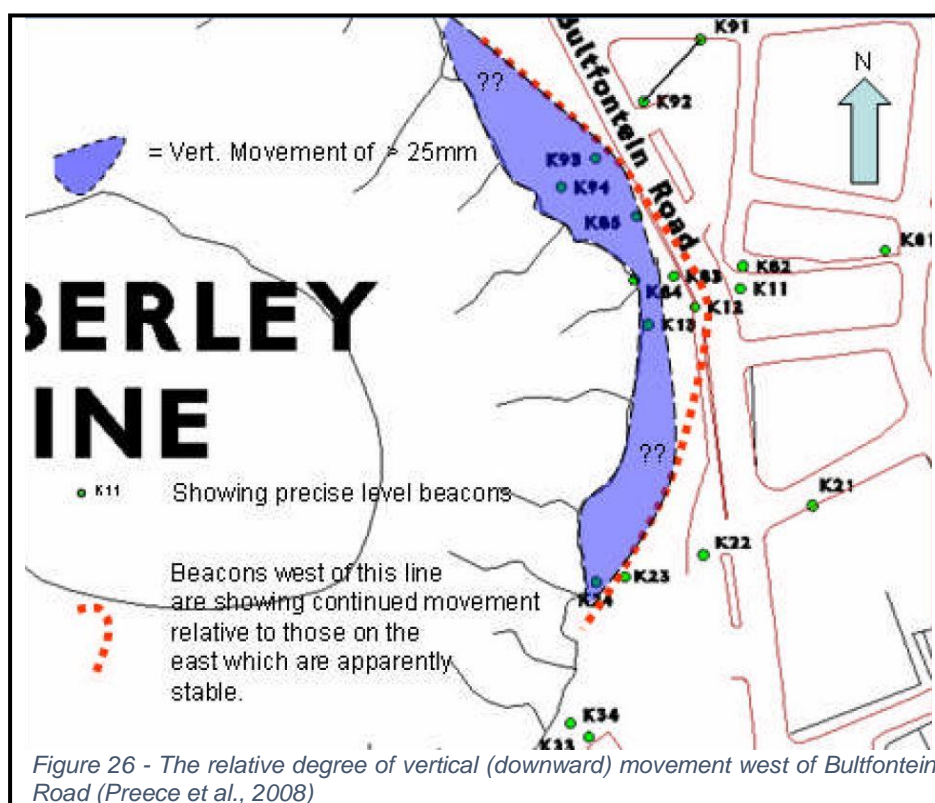 K91
Bultfontein Road
N
??
K92
= Vert. Movement of > 25mm
K93
K94
K85
K81
K82
K83
K84
K11
BERLEY
K12
K13
INE
??
K11 Showing precise level beacons
K21
K22
Beacons west of this line
K23
are showing continued movement
K24
relative to those on the
east which are apparently
stable.
K34
K33
Figure 26 - The relative degree of vertical (downward) movement west of Bultfontein
Road (Preece et al., 2008)